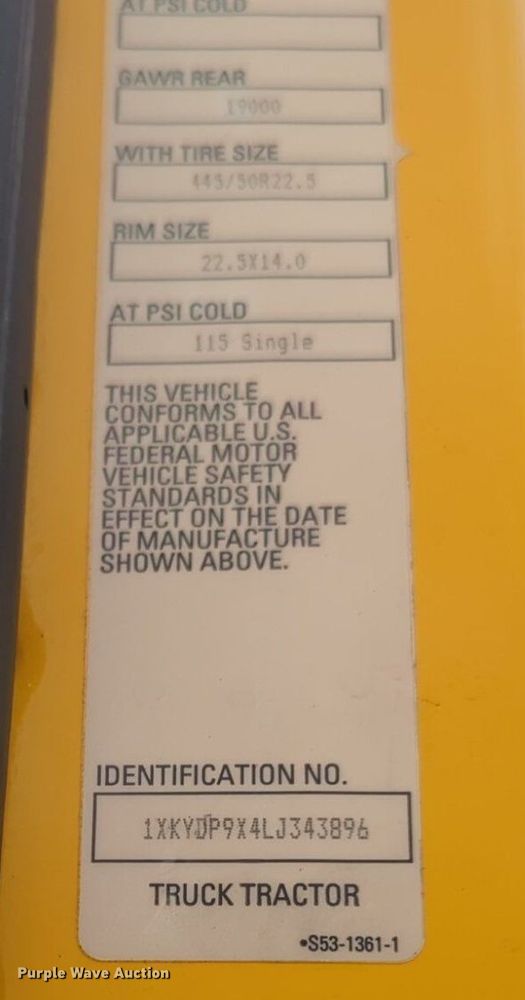 AT PSI COLD
GAWR REAR
19000
WITH TIRE SIZE
445/50R22.5
RIM SIZE
22.5X14.0
AT PSI COLD
115 Single
THIS VEHICLE
CONFORMS TO ALL
APPLICABLE U.S.
FEDERAL MOTOR
VEHICLE SAFETY
STANDARDS IN
EFFECT ON THE DATE
OF MANUFACTURE
SHOWN ABOVE.
IDENTIFICATION NO.
1XKYDP9X4LJ343896
TRUCK TRACTOR
•S53-1361-1
Purple Wave Auction